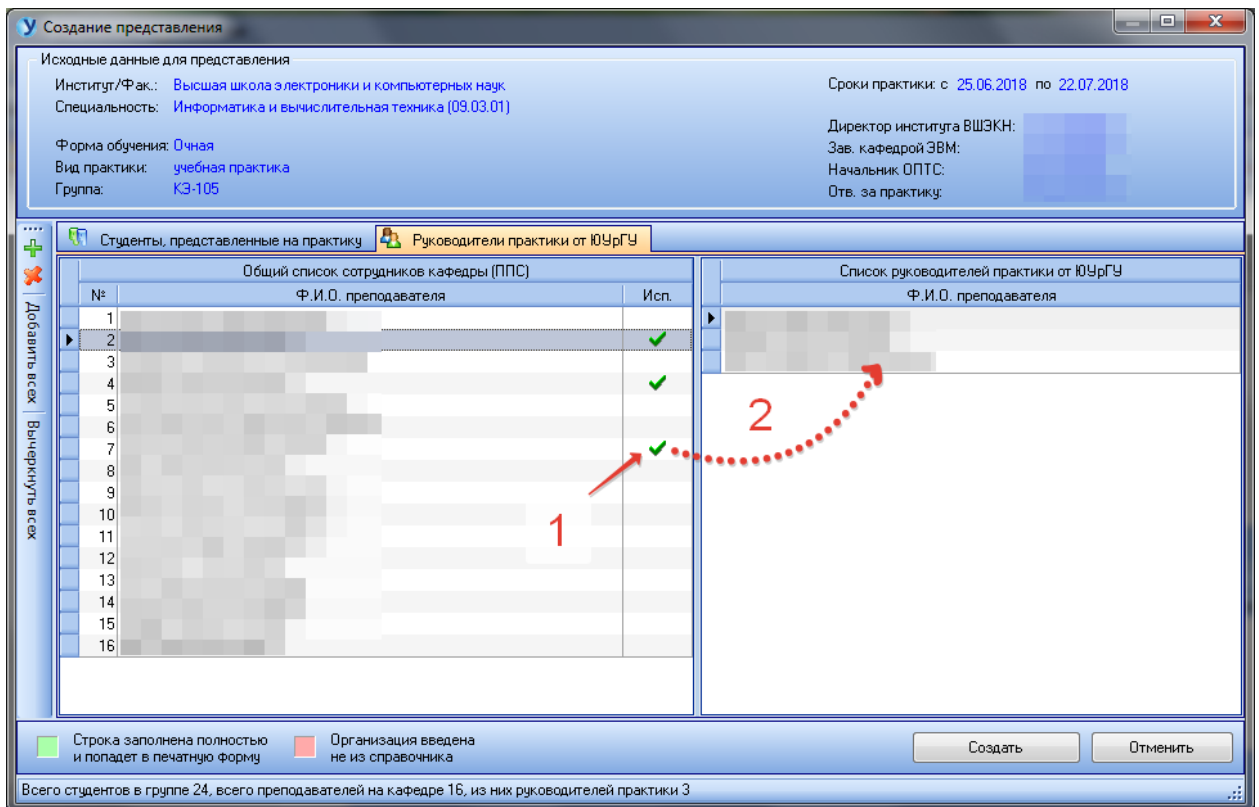 Создание представления
Исходные данные для представления
Институт/Фак.: Высшая школа электроники и компьютерных наук
Сроки практики: с 25.06.2018 по 22.07.2018
Специальность: Информатика и вычислительная техника (09.03.01)
Директор института ВШЭКН:
Форма обучения: Очная
Зав. кафедрой ЭВМ:
Вид практики: учебная практика
Начальник ОПТС:
Группа: КЭ-105
Отв. за практику:
Добавить всех
Вычеркнуть всех
Студенты, представленные на практику
Руководители практики от ЮУрГУ
Общий список сотрудников кафедры (ППС)
№ Ф.И.О. преподавателя Исп.
1
2
3
4
5
6
7
8
9
10
11
12
13
14
15
16
1
2
Список руководителей практики от ЮУрГУ
Ф.И.О. преподавателя
Строка заполнена полностью
и попадет в печатную форму
Организация введена
не из справочника
Создать
Отменить
Всего студентов в группе 24, всего преподавателей на кафедре 16, из них руководителей практики 3